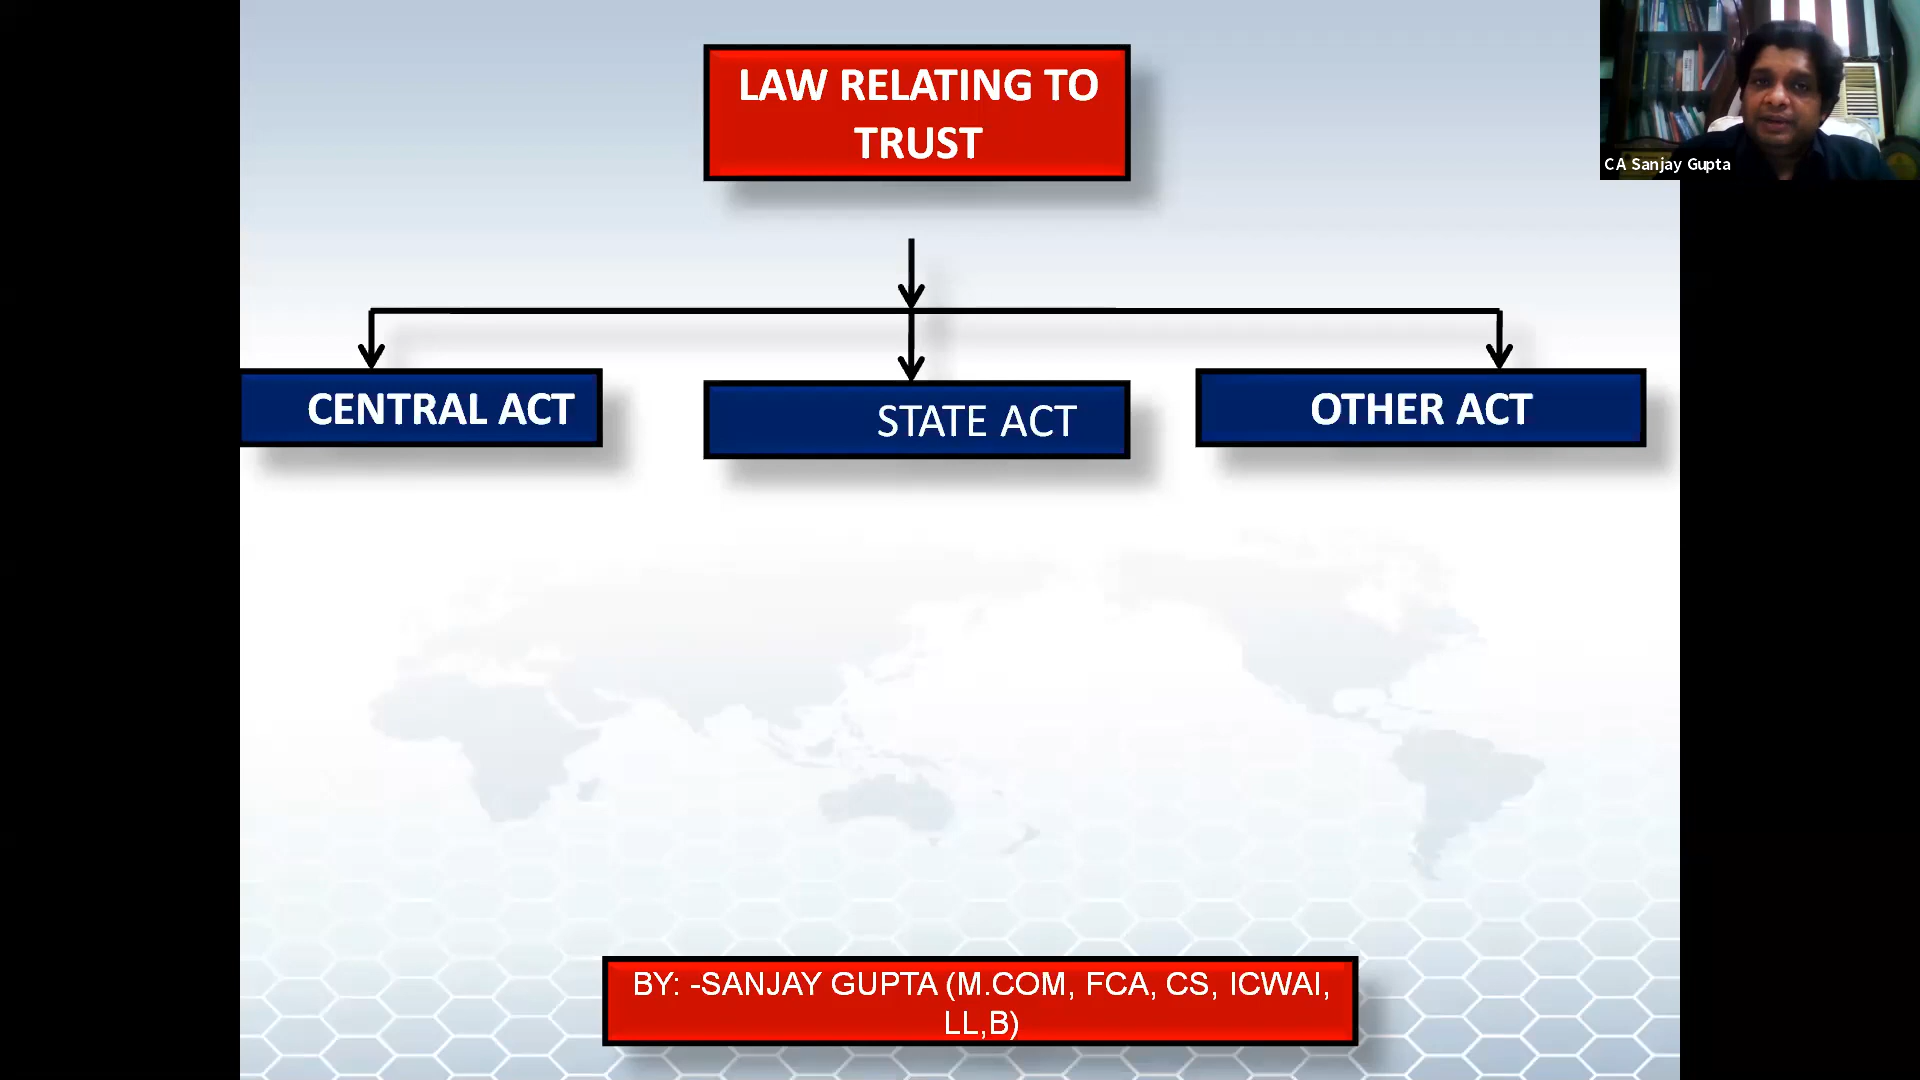 LAW RELATING TO
TRUST
CA Sanjay Gupta
CENTRAL ACT
STATE ACT
OTHER ACT
BY: -SANJAY GUPTA (M.COM, FCA, CS, ICWAI,
LL,B)